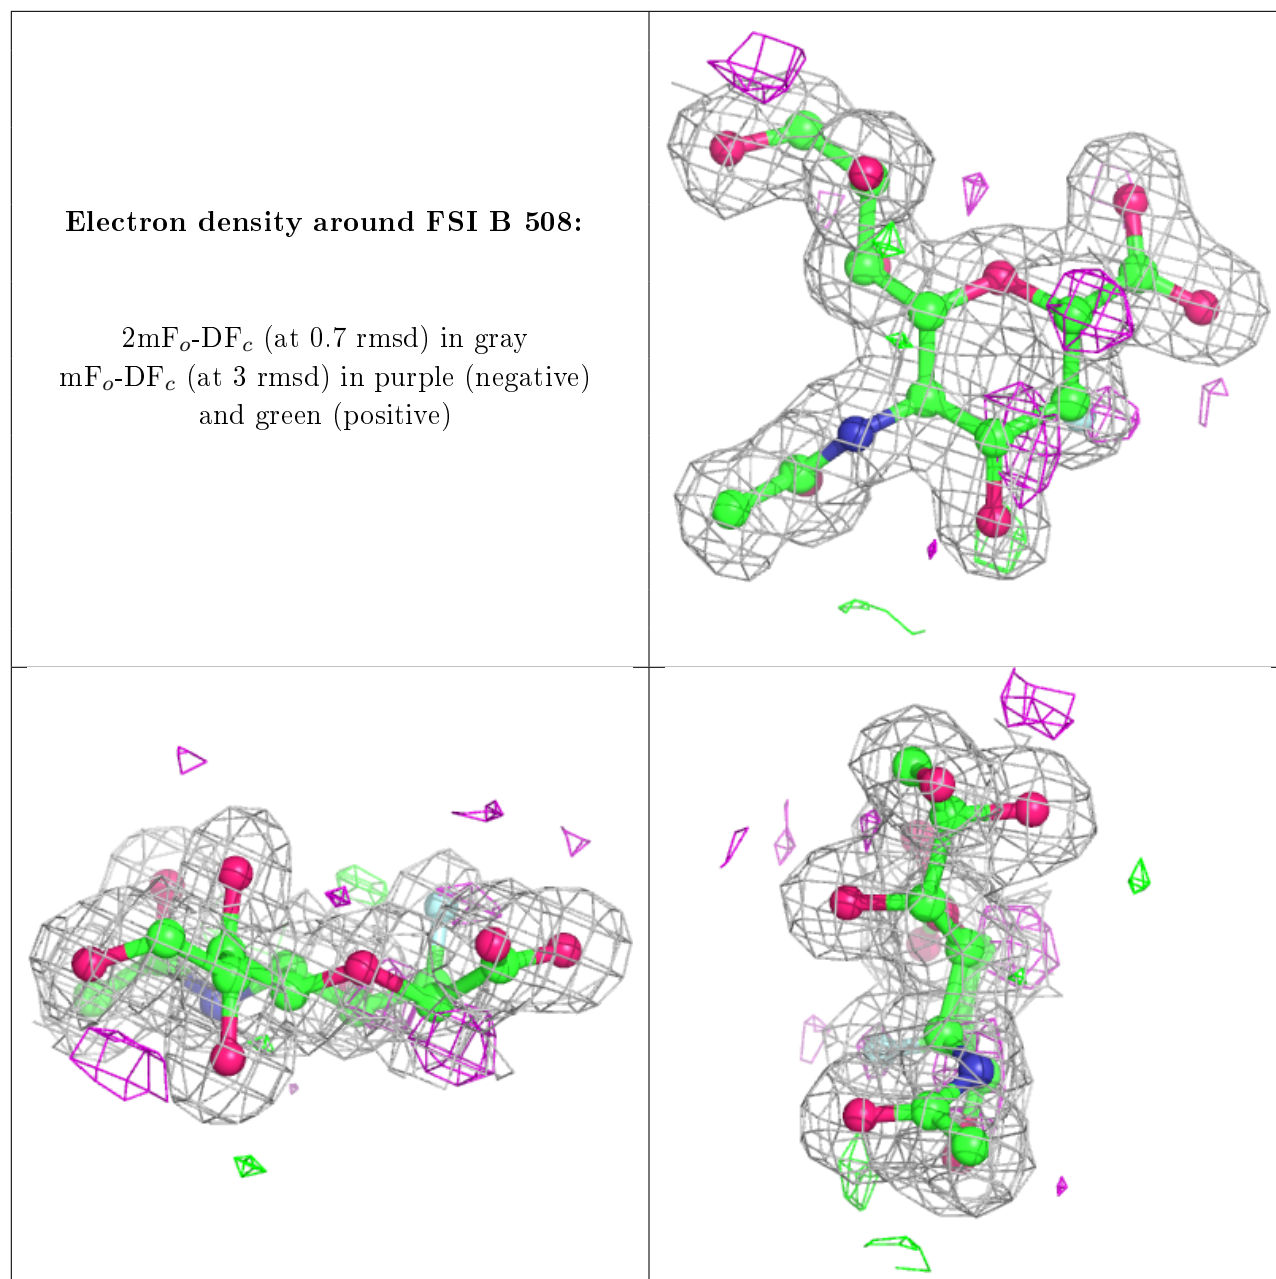 Electron density around FSI B 508:
2mFo-DFc (at 0.7 rmsd) in gray
mFo-DFc (at 3 rmsd) in purple (negative)
and green (positive)